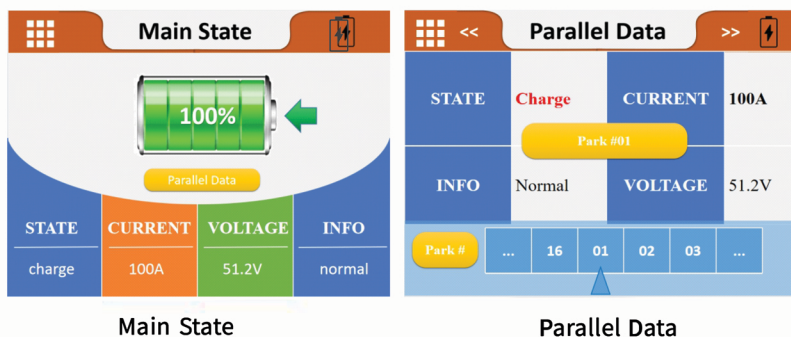 Main State
100%
Parallel Data
STATE CURRENT VOLTAGE INFO
charge 100A 51.2V normal
Main State
<< Parallel Data >>
STATE Charge CURRENT 100A
Park #01
INFO Normal VOLTAGE 51.2V
Park # ... 16 01 02 03 ...
Parallel Data